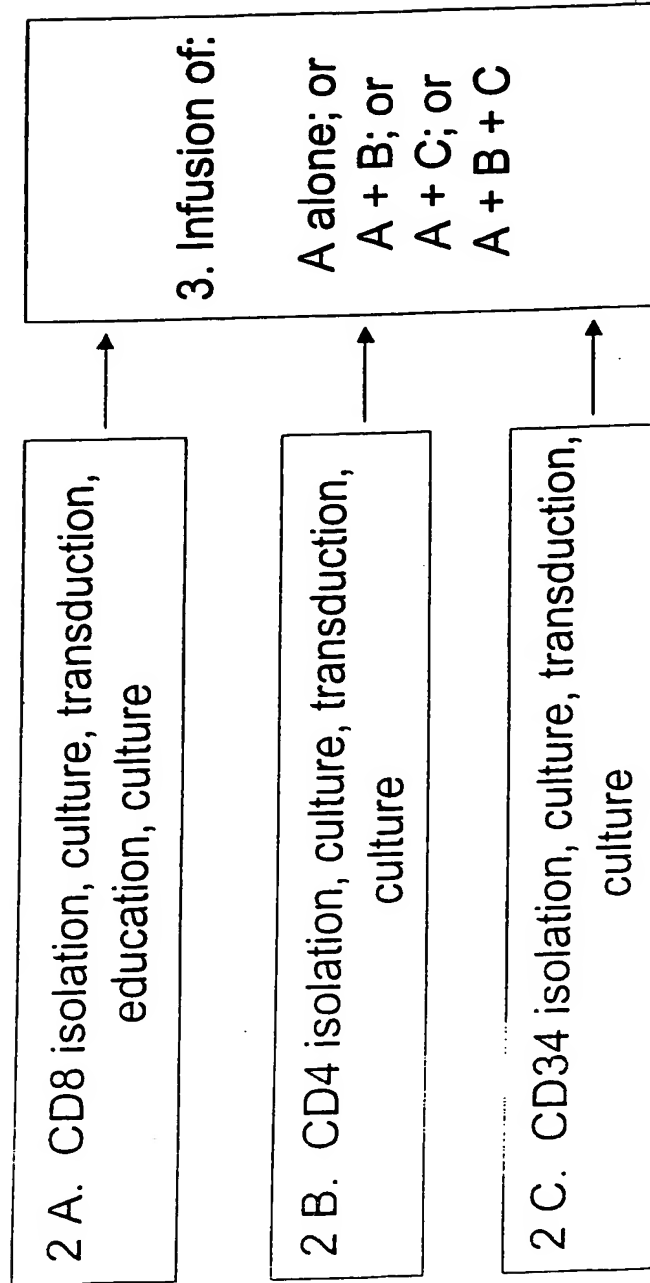 2 A. CD8 isolation, culture, transduction,
education, culture
2 B. CD4 isolation, culture, transduction,
culture
2 C. CD34 isolation, culture, transduction,
culture
3. Infusion of:
A alone; or
A + B; or
A + C; or
A + B + C